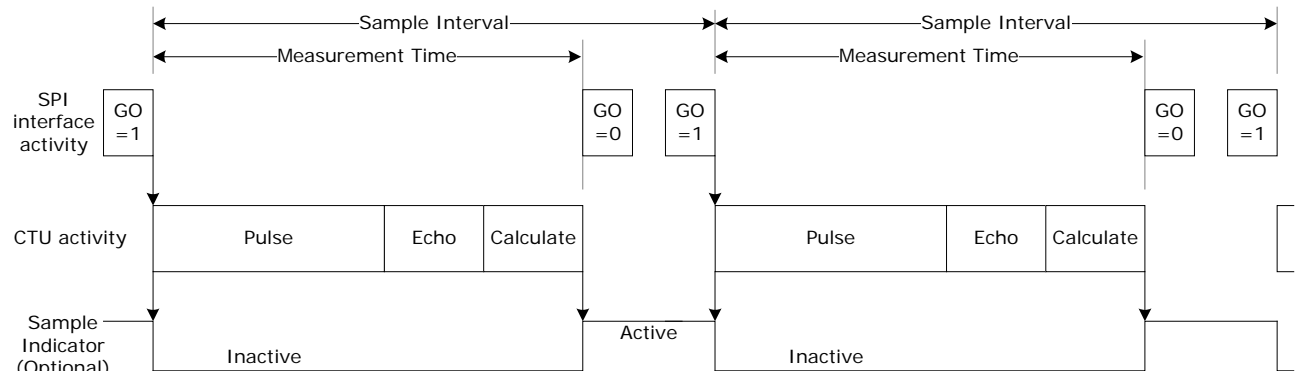 Sample Interval
Sample Interval
Measurement Time
Measurement Time
SPI
interface
activity
GO
=1
GO
=0
GO
=1
GO
=0
GO
=1
CTU activity
Pulse
Echo
Calculate
Pulse
Echo
Calculate
Sample
Indicator
(Optional)
Inactive
Active
Inactive